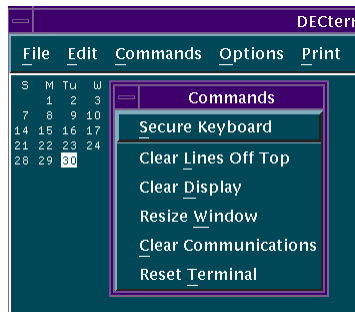 DECterm
File Edit Commands Options Print
S M Tu W
1 2 3
7 8 9 10
14 15 16 17
21 22 23 24
28 29 30
Commands
Secure Keyboard
Clear Lines Off Top
Clear Display
Resize Window
Clear Communications
Reset Terminal